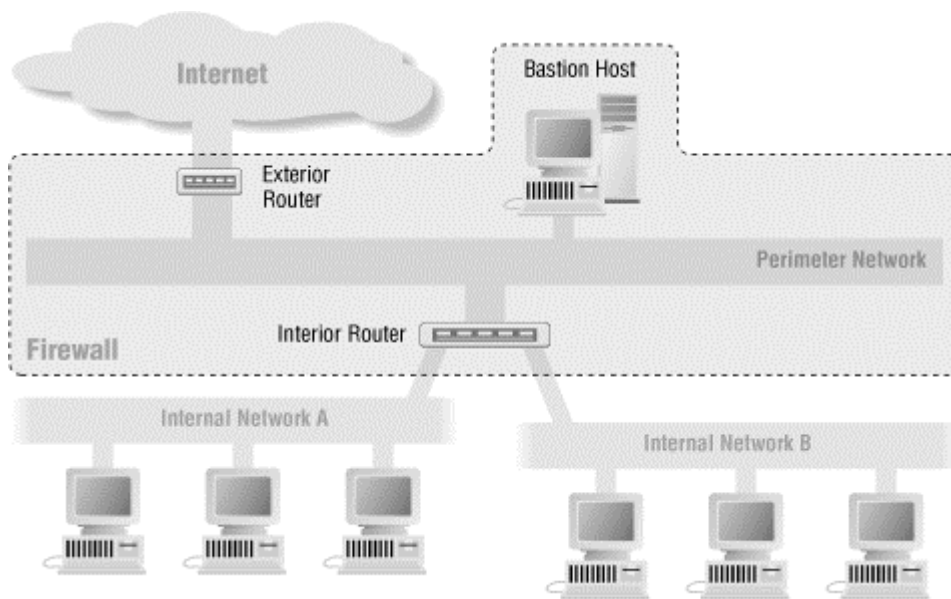 Internet
Bastion Host
Exterior
Router
Perimeter Network
Interior Router
Firewall
Internal Network A
Internal Network B